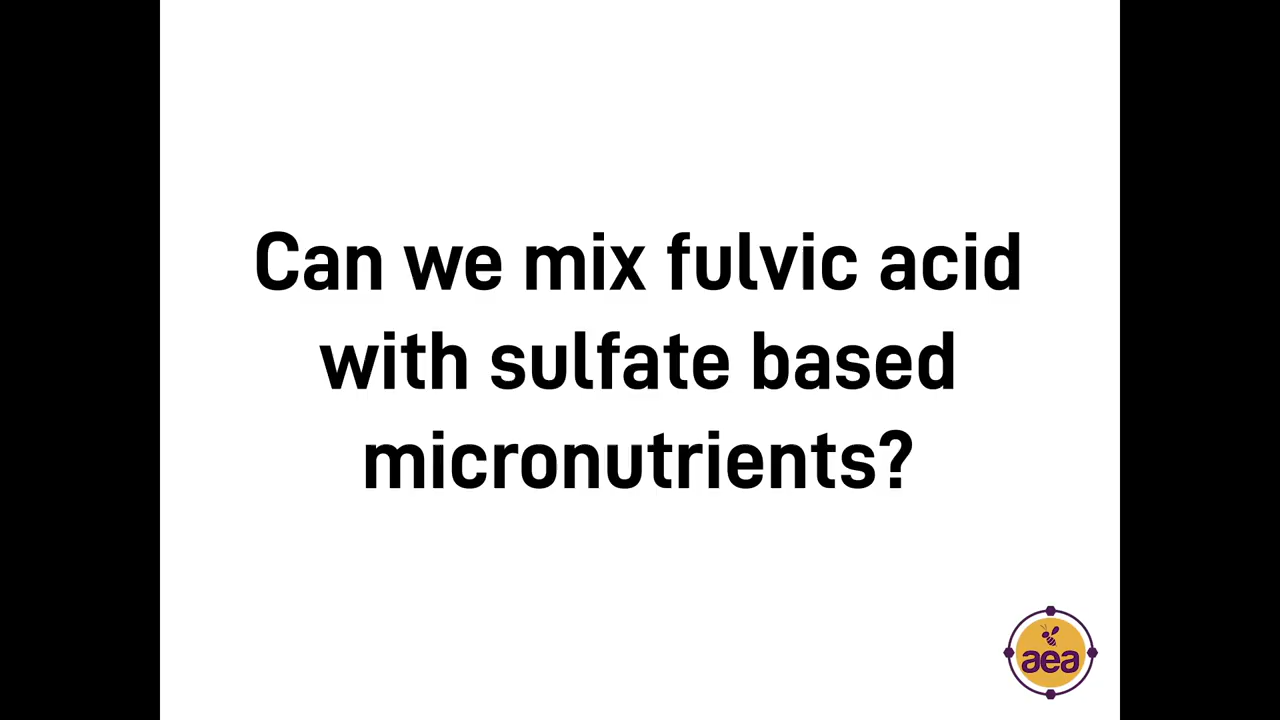 Can we mix fulvic acid
with sulfate based
micronutrients?
aea